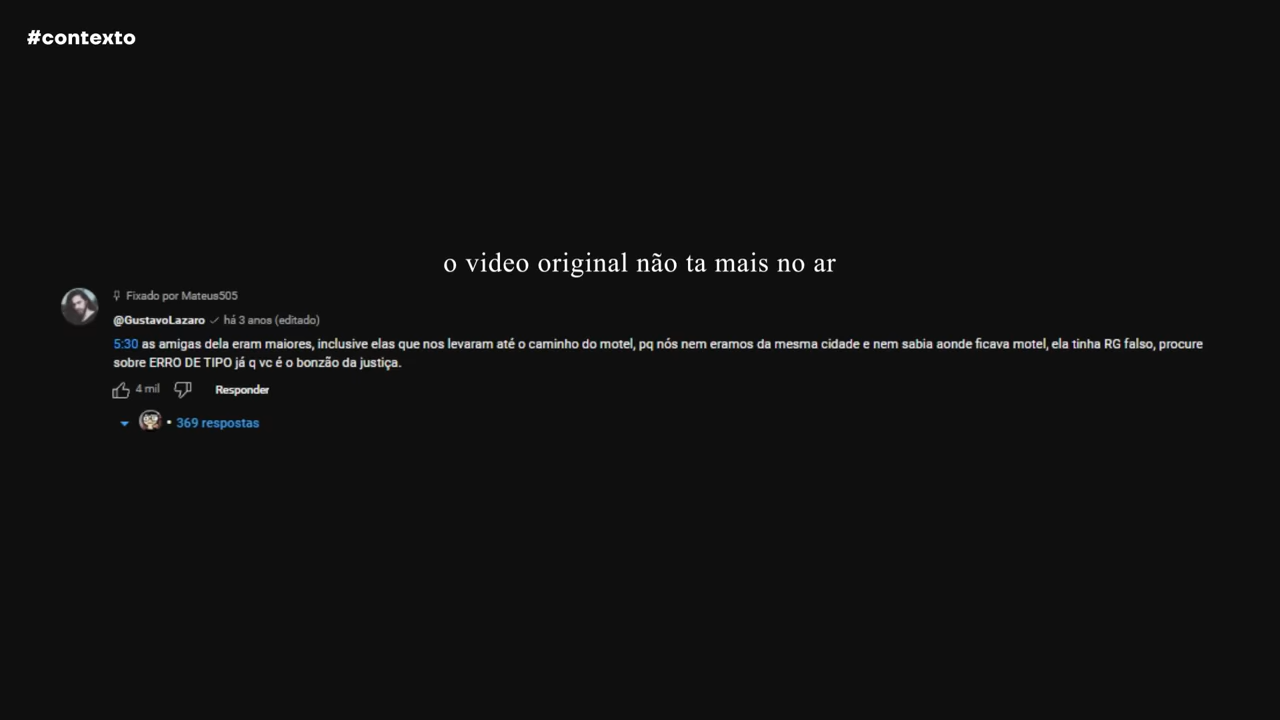 #contexto
o video original não ta mais no ar
Fixado por Mateus505
@GustavoLazaro há 3 anos (editado)
5:30 as amigas dela eram maiores, inclusive elas que nos levaram até o caminho do motel, pq nós nem eramos da mesma cidade e nem sabia aonde ficava motel, ela tinha RG falso, procure
sobre ERRO DE TIPO já q vc é o bonzão da justiça.
4 mil Responder
• 369 respostas